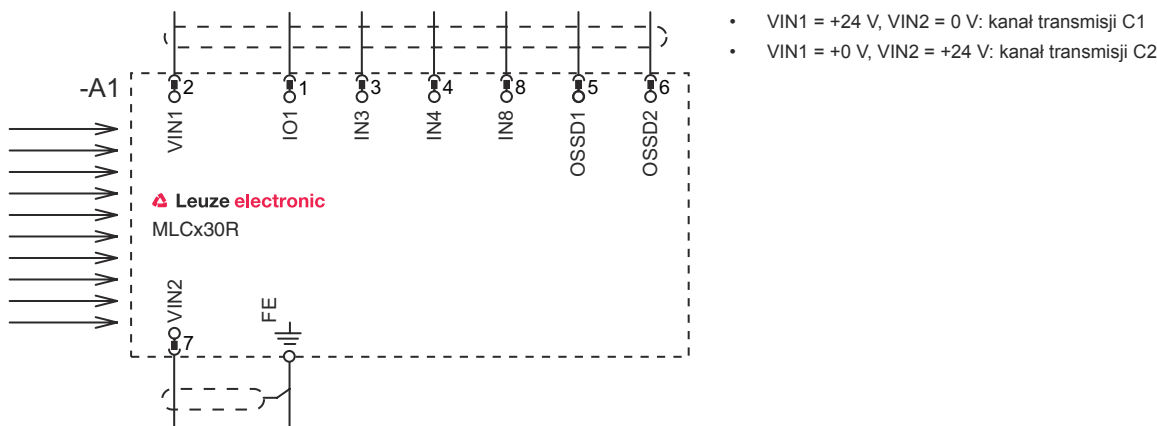 • VIN1 = +24 V, VIN2 = 0 V: kanał transmisji C1
• VIN1 = +0 V, VIN2 = +24 V: kanał transmisji C2
-A1
2 1 3 4 8 5 6
VIN1 IO1 IN3 IN4 IN8 OSSD1 OSSD2
Leuze electronic
MLCx30R
VIN2 FE
7